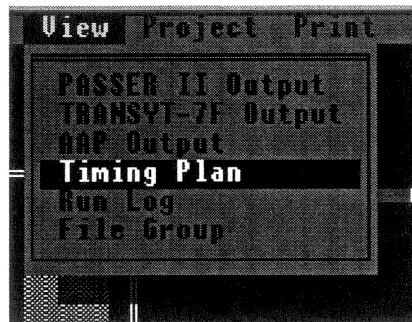 View Project Print
PASSER II Output
TRANSYT-7F Output
AAP Output
Timing Plan
Run Log
File Group